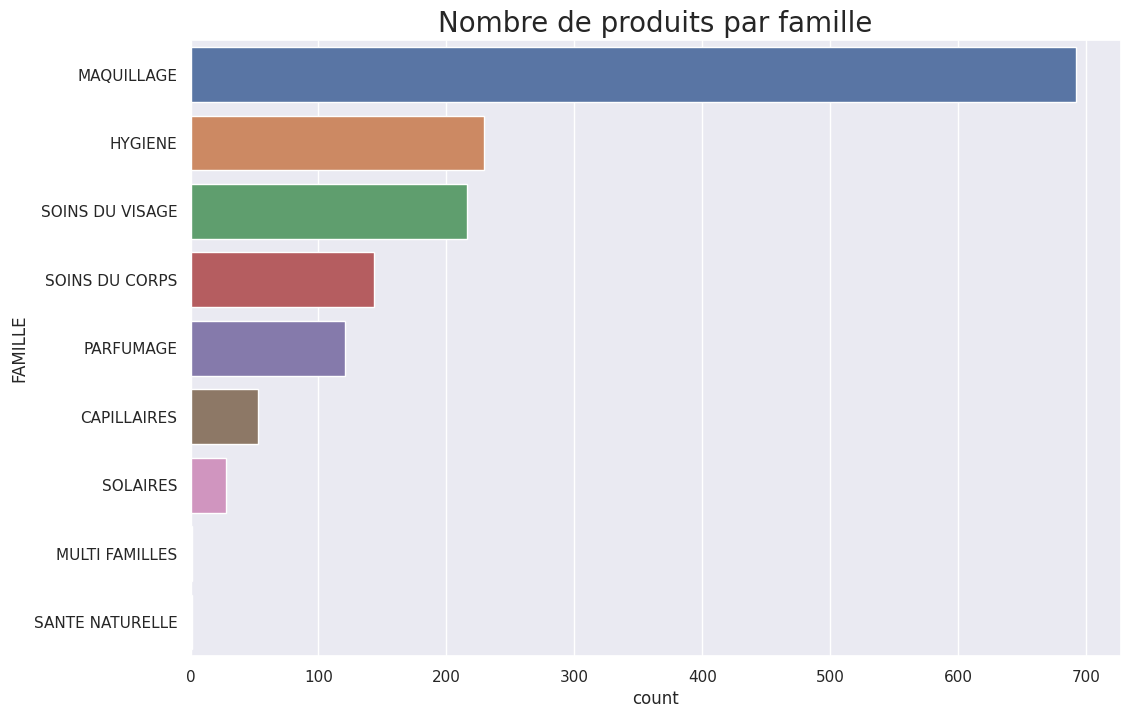 Nombre de produits par famille
MAQUILLAGE
HYGIENE
SOINS DU VISAGE
SOINS DU CORPS
PARFUMAGE
CAPILLAIRES
SOLAIRES
MULTI FAMILLES
SANTE NATURELLE
FAMILLE
0 100 200 300 400 500 600 700
count